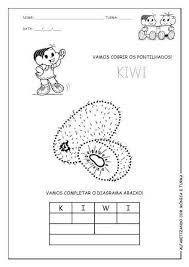 NOME: TURMA:
DATA: / /
VAMOS COBRIR OS PONTILHADOS!
KIWI
VAMOS COMPLETAR O DIAGRAMA ABAIXO!
K I W I
ALFABETIZANDO COM MÔNICA E TURMA